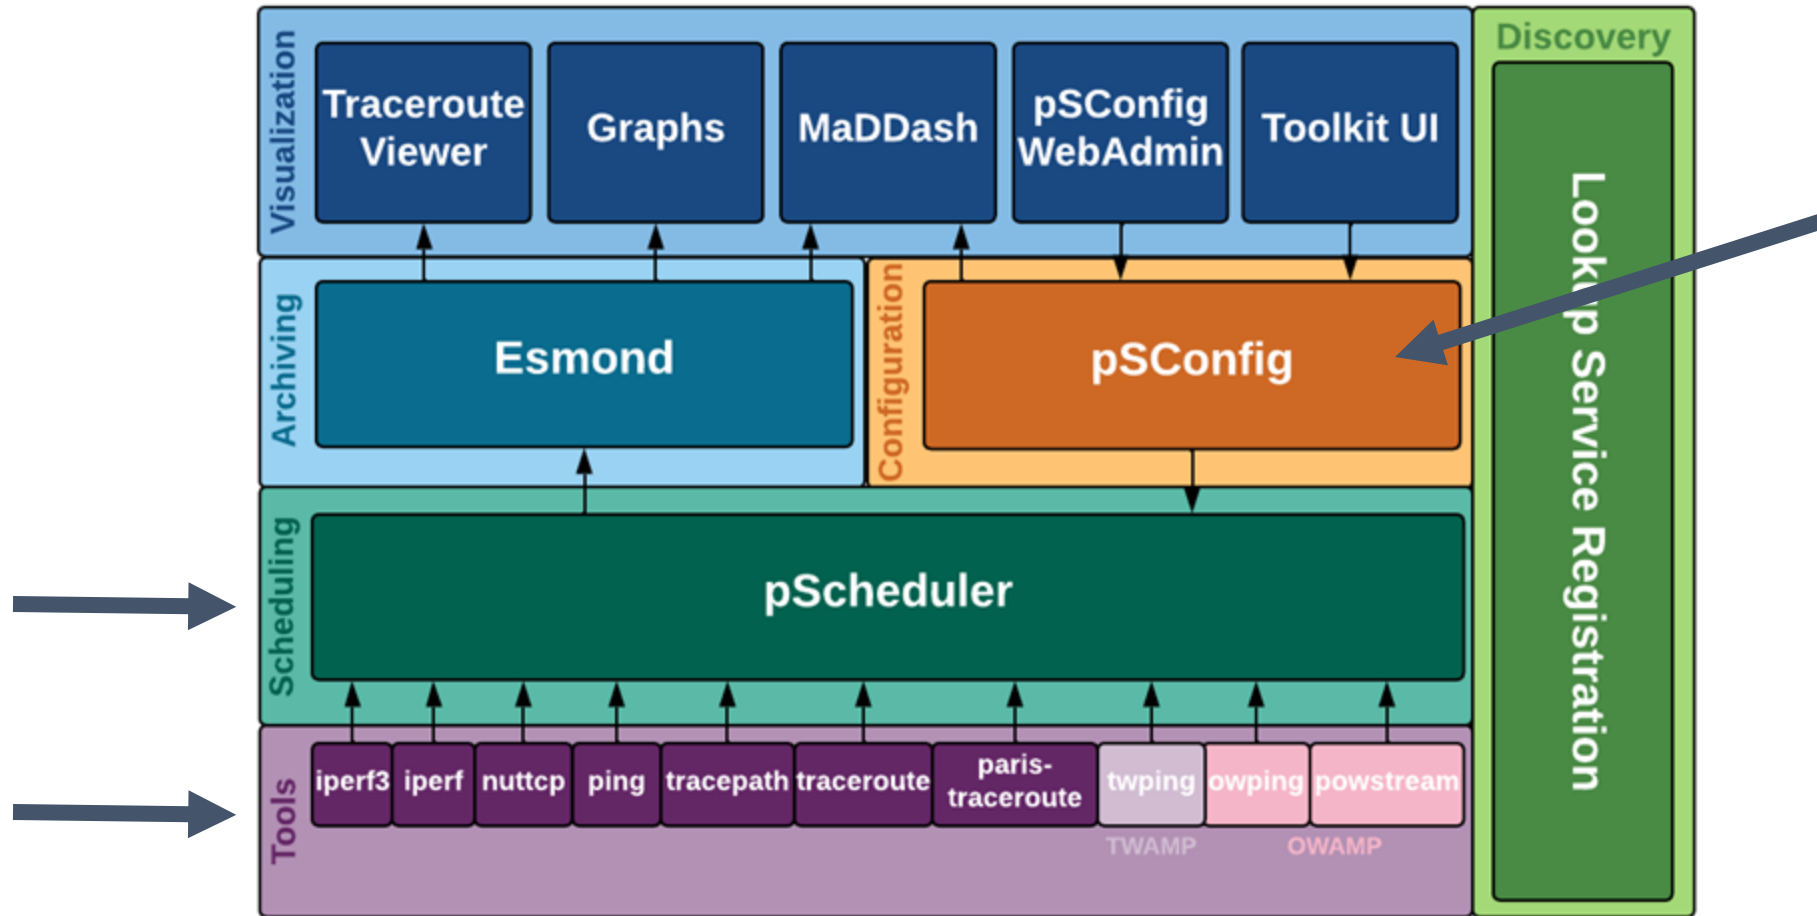 Visualization
Traceroute
Viewer
Graphs
MaDDash
pSConfig
WebAdmin
Toolkit UI
Discovery
Lookup Service Registration
Archiving
Esmond
Configuration
pSConfig
Scheduling
pScheduler
Tools
iperf3
iperf
nuttcp
ping
tracepath
traceroute
paris-
traceroute
twping
owping
powstream
TWAMP
OWAMP